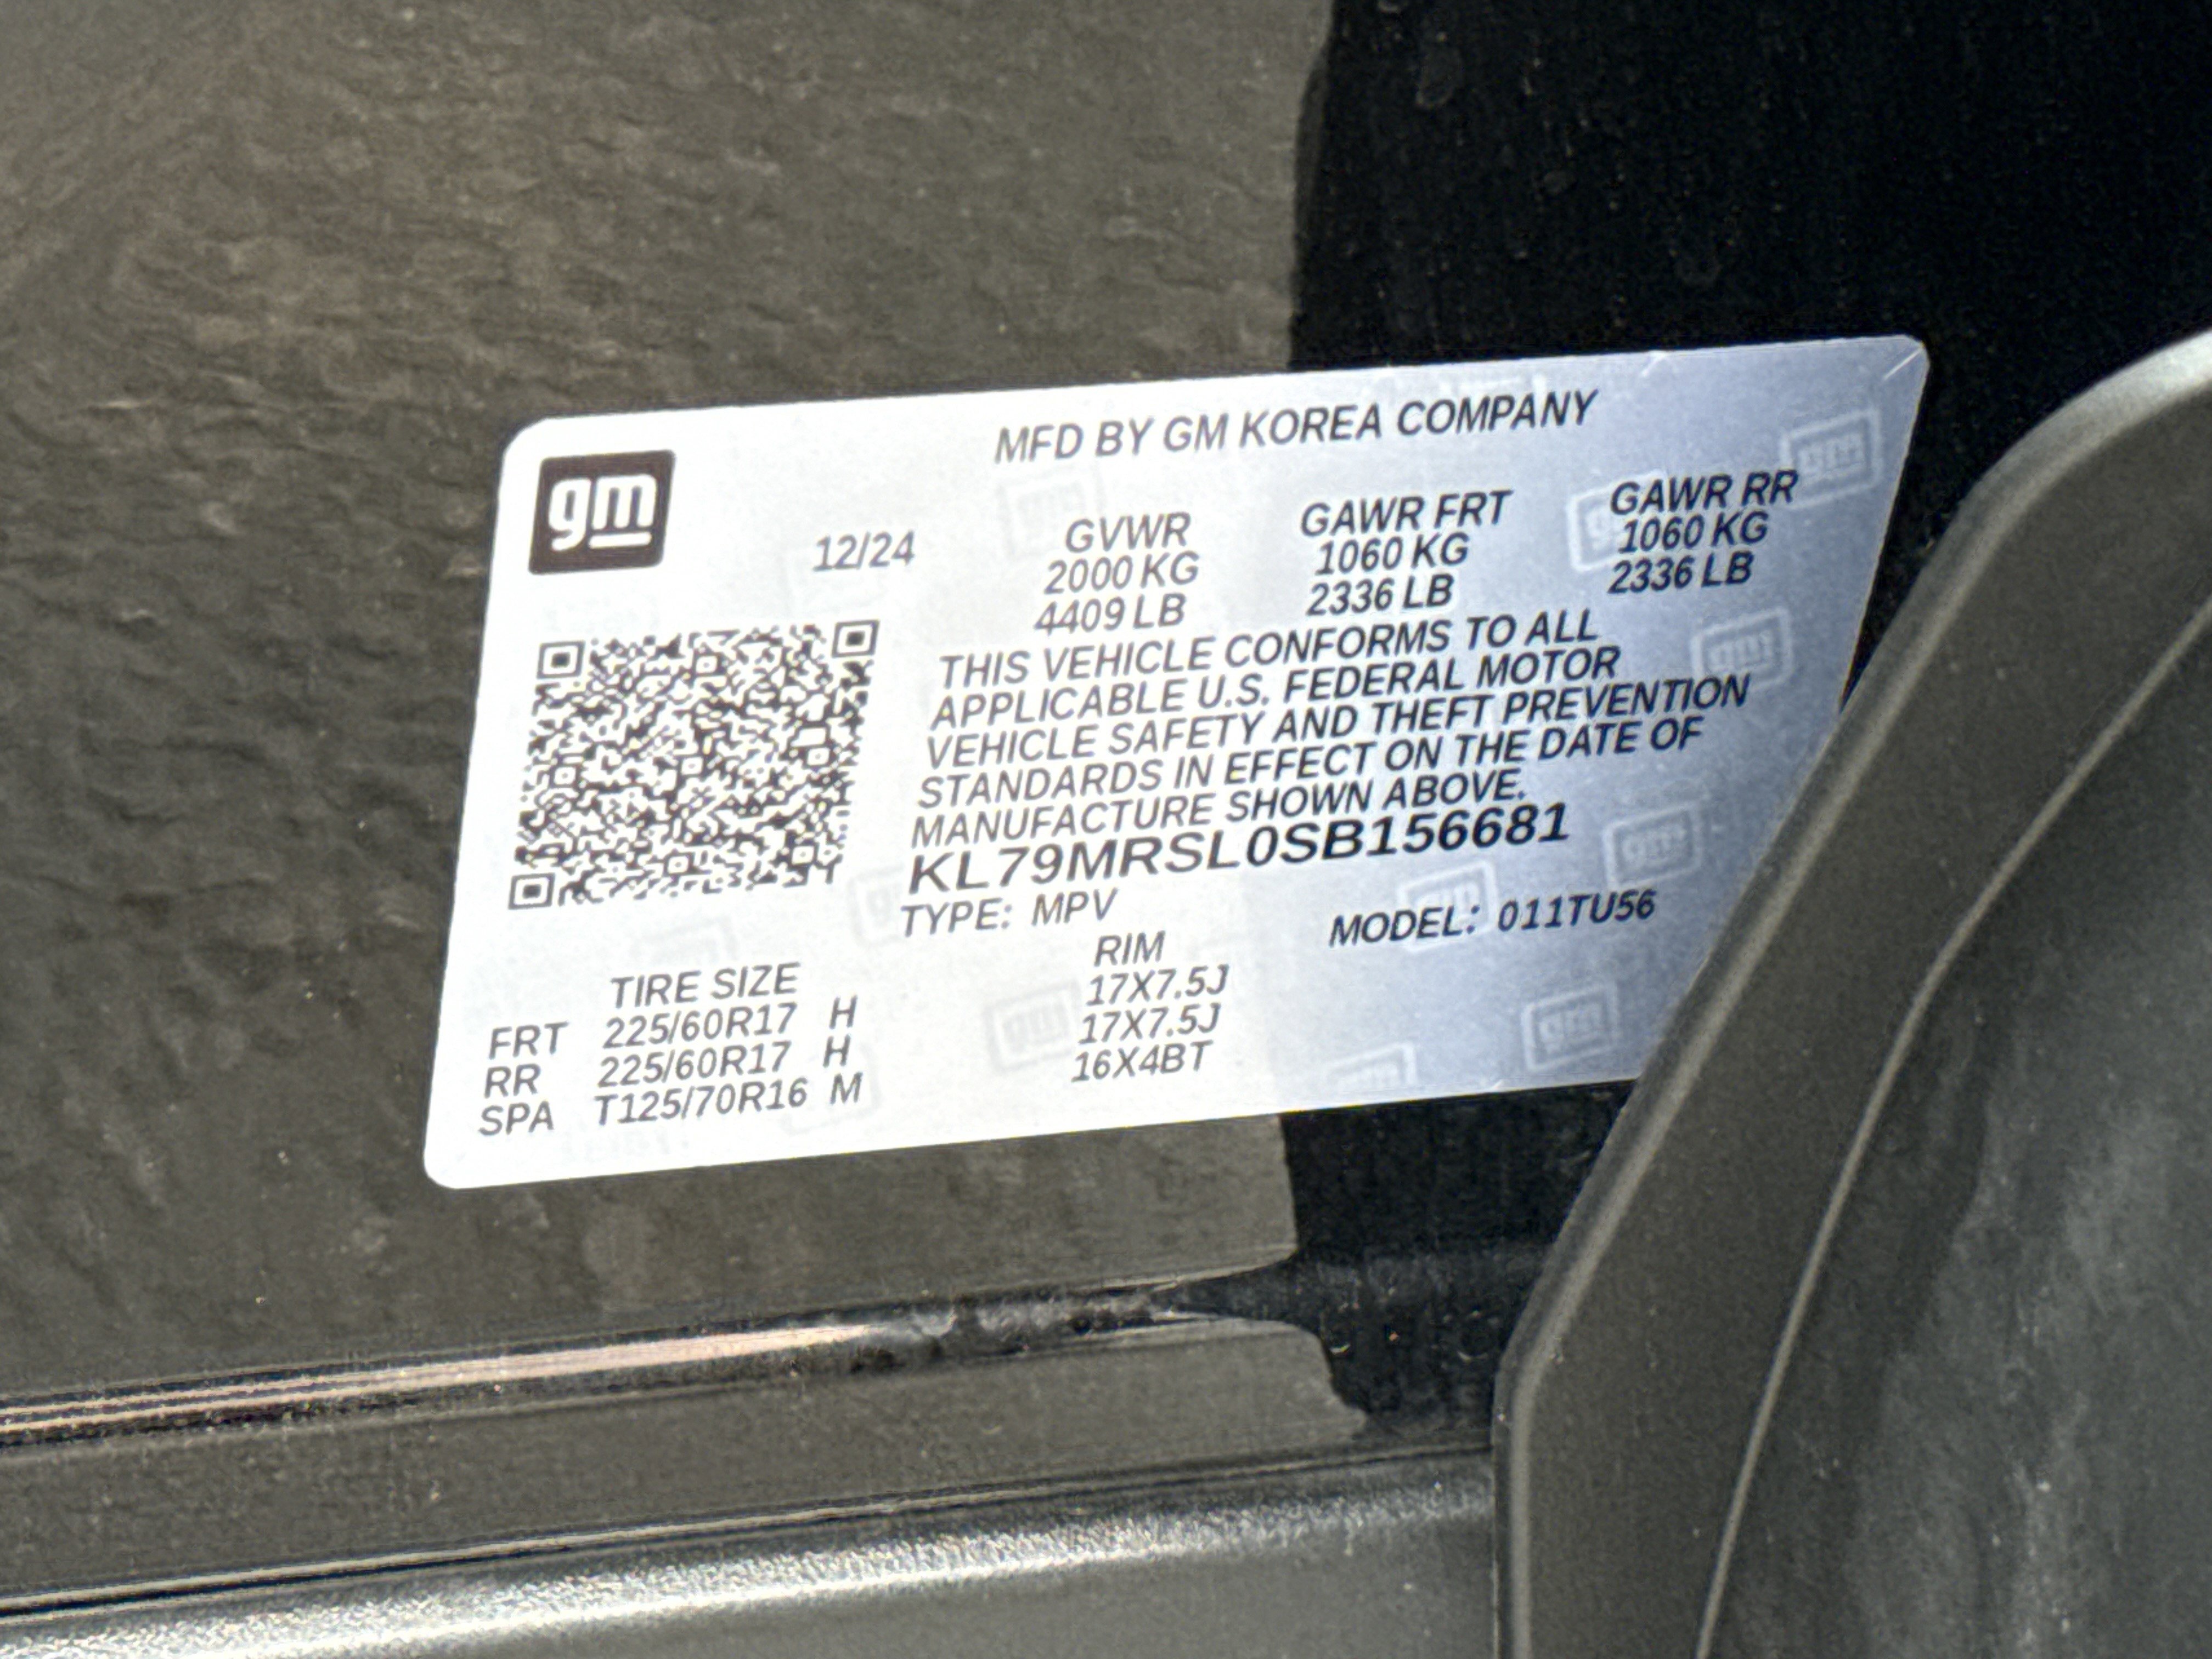 gm
MFD BY GM KOREA COMPANY
12/24 GVWR GAWR FRT GAWR RR
2000 KG 1060 KG 1060 KG
4409 LB 2336 LB 2336 LB
THIS VEHICLE CONFORMS TO ALL
APPLICABLE U.S. FEDERAL MOTOR
VEHICLE SAFETY AND THEFT PREVENTION
STANDARDS IN EFFECT ON THE DATE OF
MANUFACTURE SHOWN ABOVE.
KL79MRSL0SB156681
TYPE: MPV MODEL: 011TU56
TIRE SIZE RIM
FRT 225/60R17 H 17X7.5J
RR 225/60R17 H 17X7.5J
SPA T125/70R16 M 16X4BT